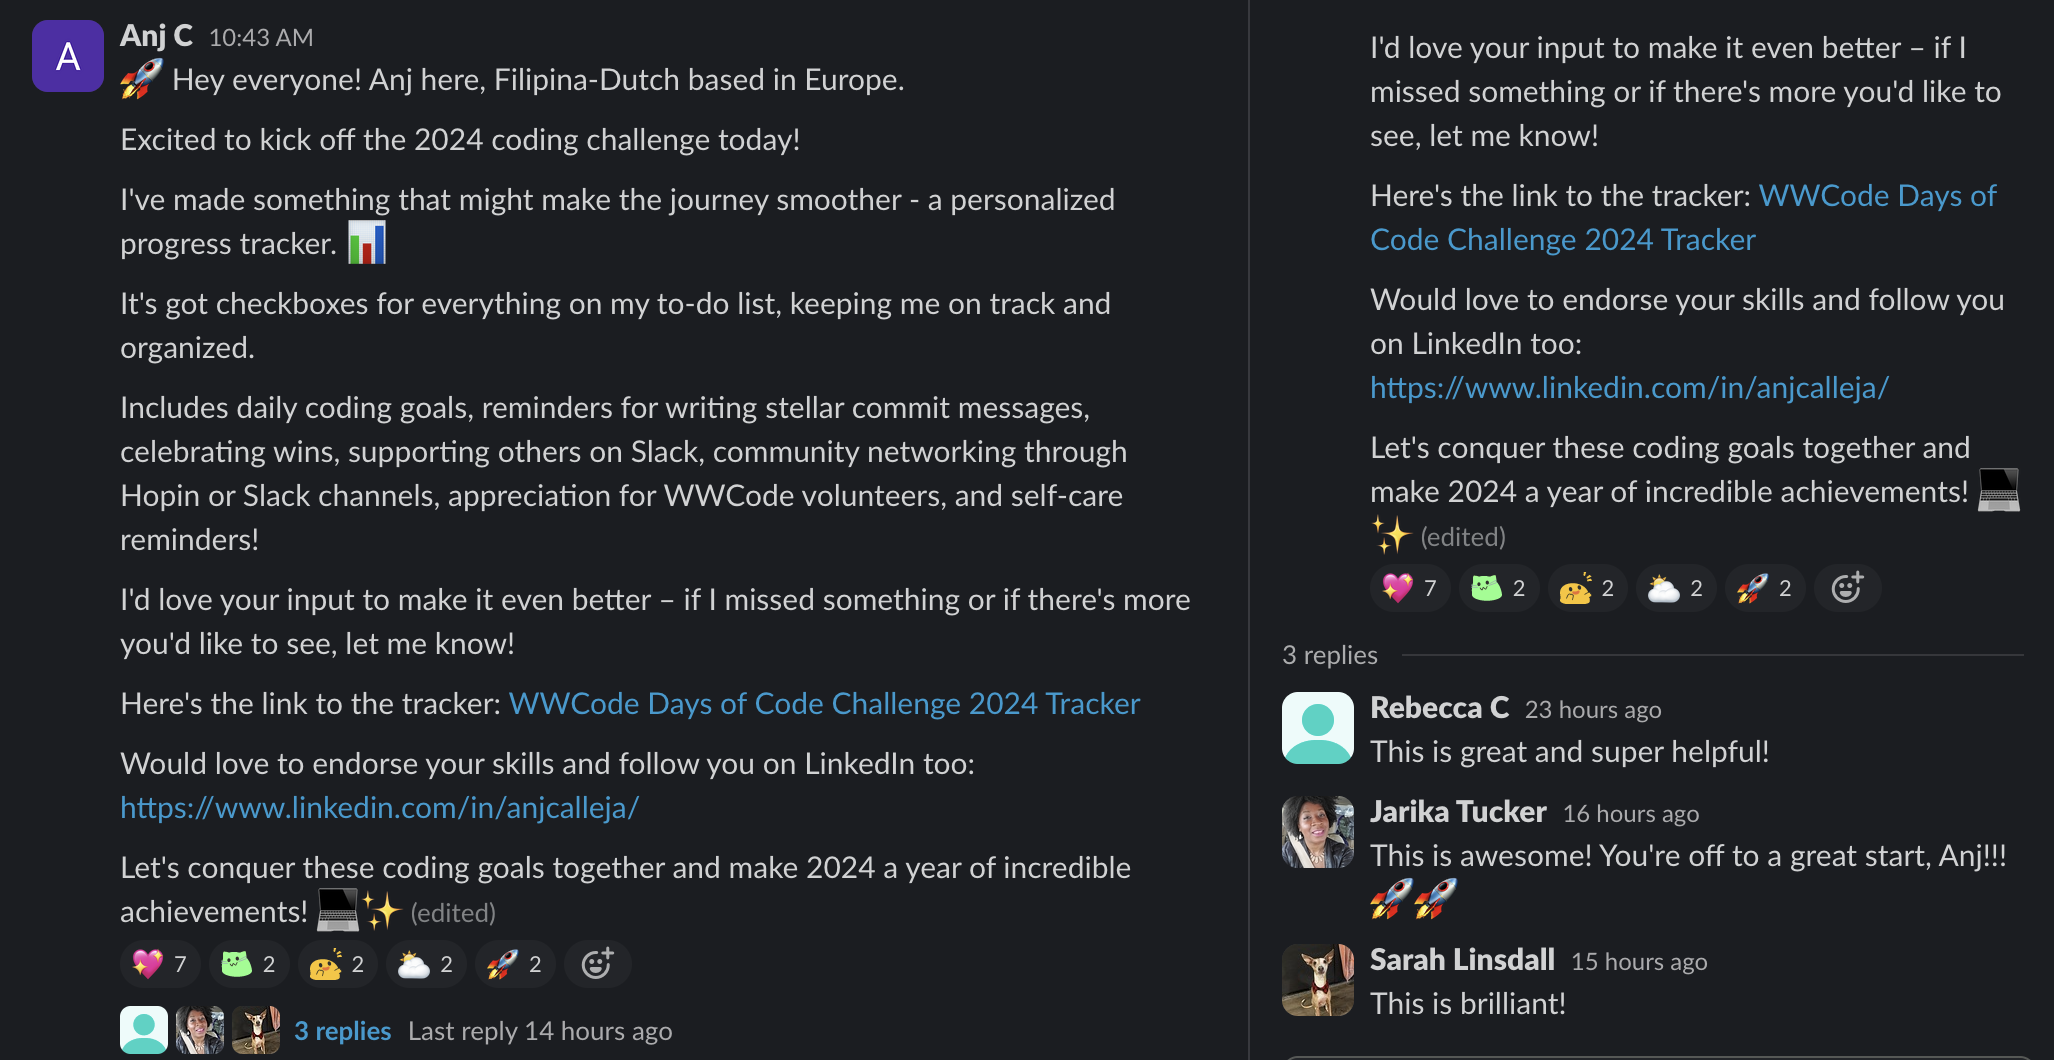 A
Anj C 10:43 AM
🚀 Hey everyone! Anj here, Filipina-Dutch based in Europe.
Excited to kick off the 2024 coding challenge today!
I've made something that might make the journey smoother - a personalized
progress tracker. 📊
It's got checkboxes for everything on my to-do list, keeping me on track and
organized.
Includes daily coding goals, reminders for writing stellar commit messages,
celebrating wins, supporting others on Slack, community networking through
Hopin or Slack channels, appreciation for WWCode volunteers, and self-care
reminders!
I'd love your input to make it even better – if I missed something or if there's more
you'd like to see, let me know!
Here's the link to the tracker: WWCode Days of Code Challenge 2024 Tracker
Would love to endorse your skills and follow you on LinkedIn too:
https://www.linkedin.com/in/anjcalleja/
Let's conquer these coding goals together and make 2024 a year of incredible
achievements! 💻✨ (edited)
7 2 2 2 2
3 replies Last reply 14 hours ago
I'd love your input to make it even better – if I
missed something or if there's more you'd like to
see, let me know!
Here's the link to the tracker: WWCode Days of
Code Challenge 2024 Tracker
Would love to endorse your skills and follow you
on LinkedIn too:
https://www.linkedin.com/in/anjcalleja/
Let's conquer these coding goals together and
make 2024 a year of incredible achievements! 💻
✨ (edited)
7 2 2 2 2
3 replies
Rebecca C 23 hours ago
This is great and super helpful!
Jarika Tucker 16 hours ago
This is awesome! You're off to a great start, Anj!!!
🚀🚀
Sarah Linsdall 15 hours ago
This is brilliant!